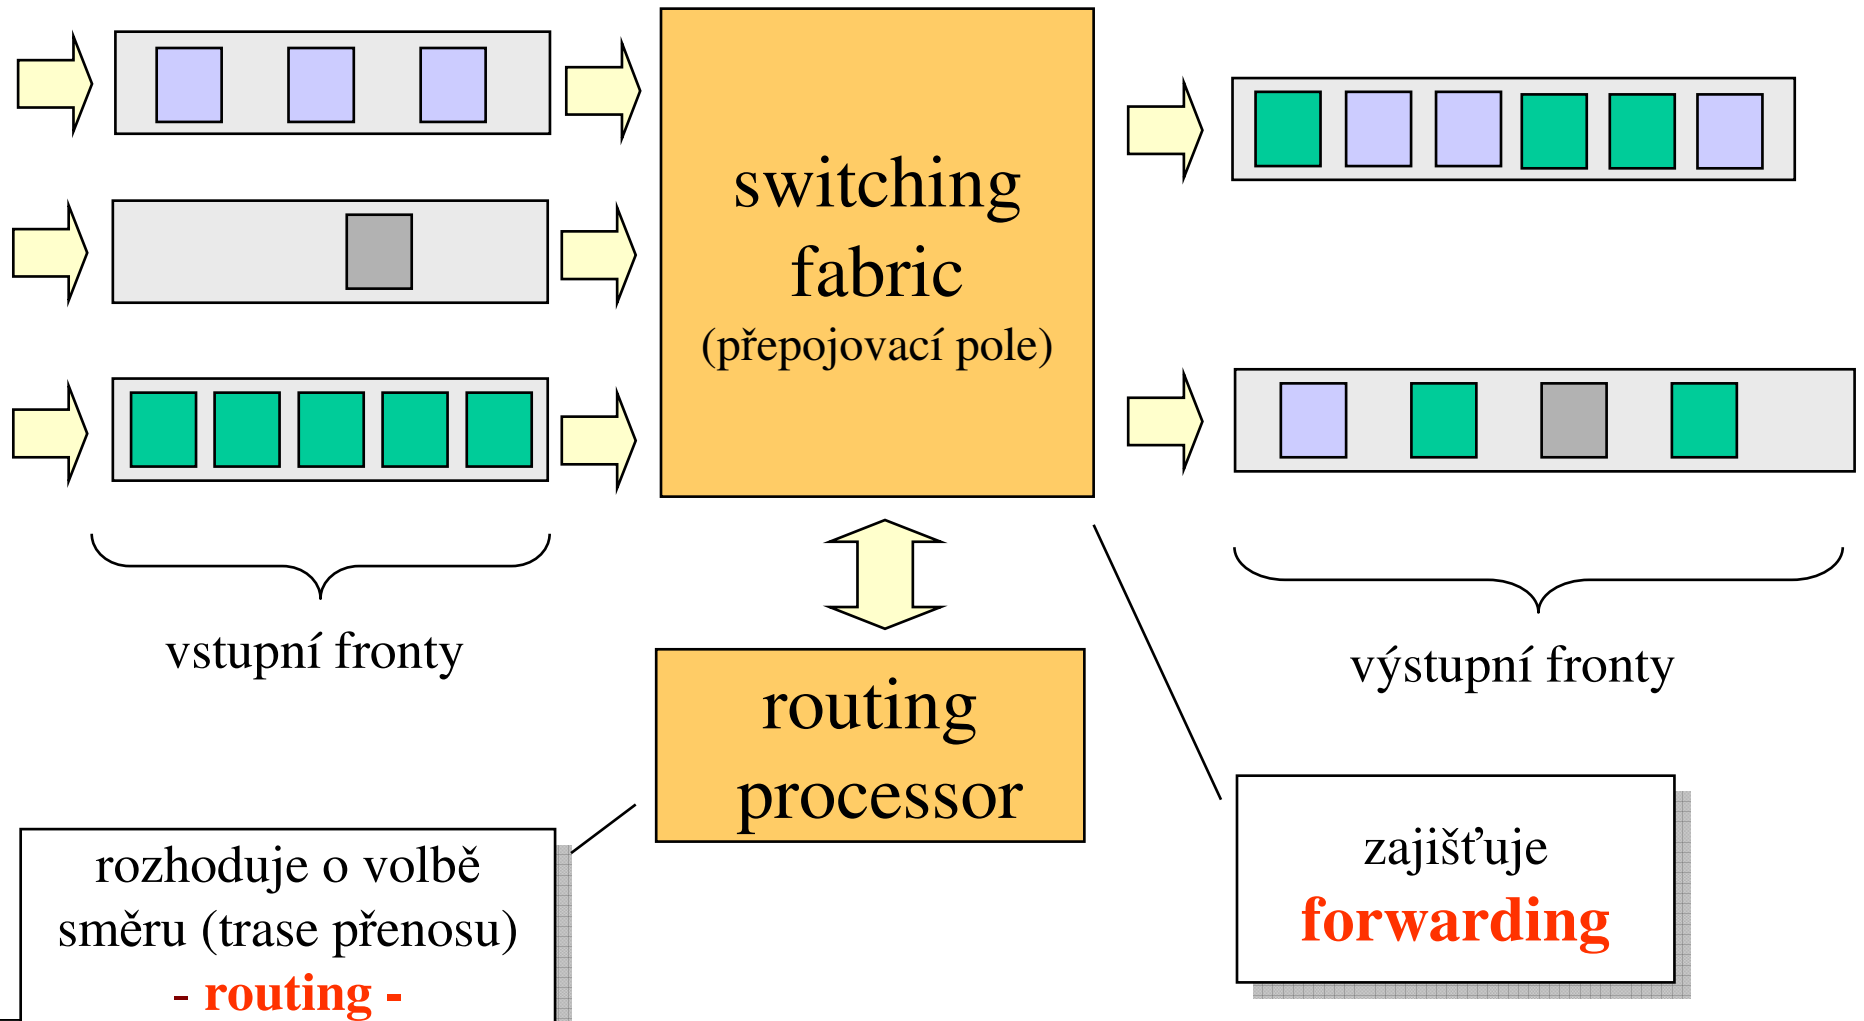 switching
fabric
(přepojovací pole)
vstupní fronty
výstupní fronty
routing
processor
rozhoduje o volbě
směru (trase přenosu)
- routing -
zajišťuje
forwarding